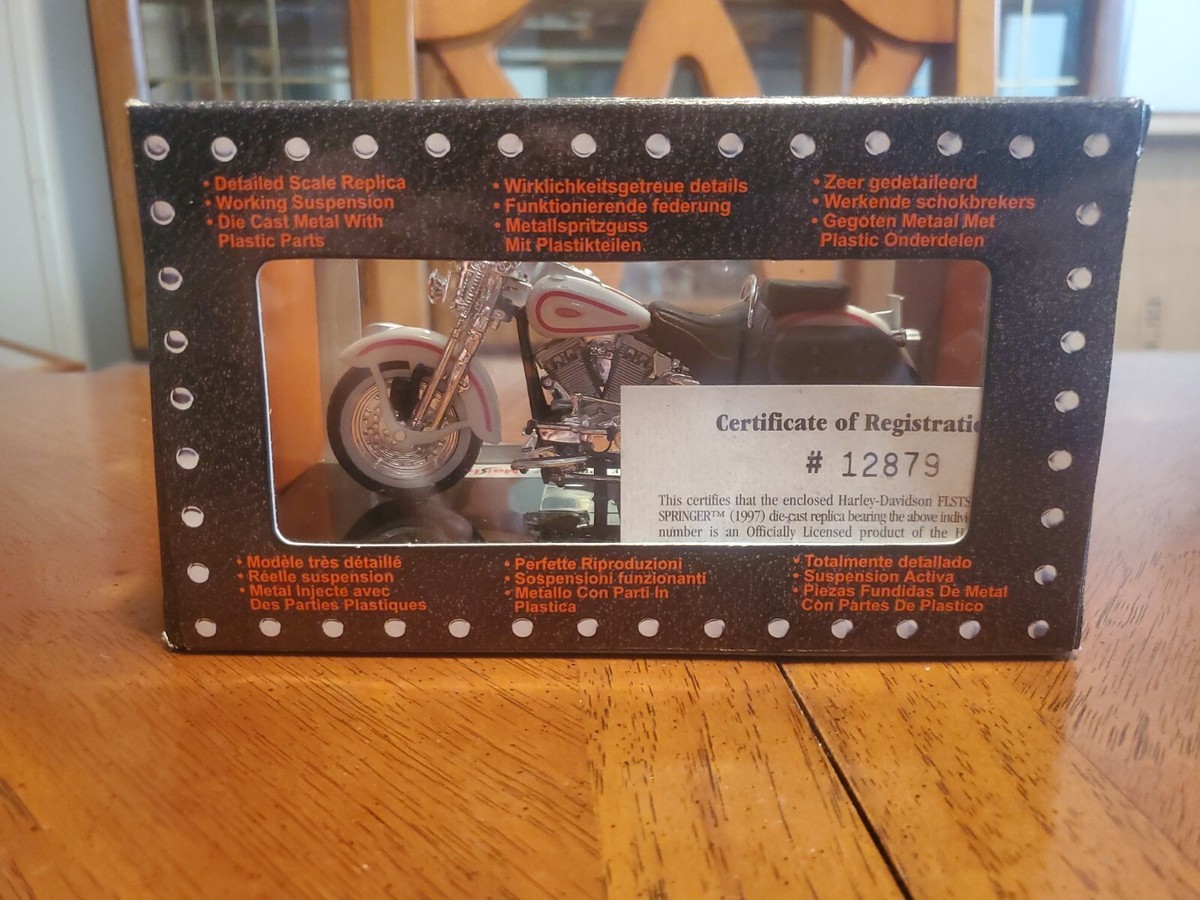 • Detailed Scale Replica
• Working Suspension
• Die Cast Metal With
Plastic Parts
• Wirklichkeitsgetreue details
• Funktionierende federung
• Metallspritzguss
Mit Plastikteilen
• Zeer gedetaileerd
• Werkende schokbrekers
• Gegoten Metaal Met
Plastic Onderdelen
Certificate of Registratio
# 12879
This certifies that the enclosed Harley-Davidson FLSTS
SPRINGER™ (1997) die-cast replica bearing the above indivi
number is an Officially Licensed product of the H
• Modèle très détaillé
• Réelle suspension
• Metal Injecte avec
Des Parties Plastiques
• Perfette Riproduzioni
• Sospensioni funzionanti
• Metallo Con Parti In
Plastica
• Totalmente detallado
• Suspension Activa
• Piezas Fundidas De Metal
Con Partes De Plastico